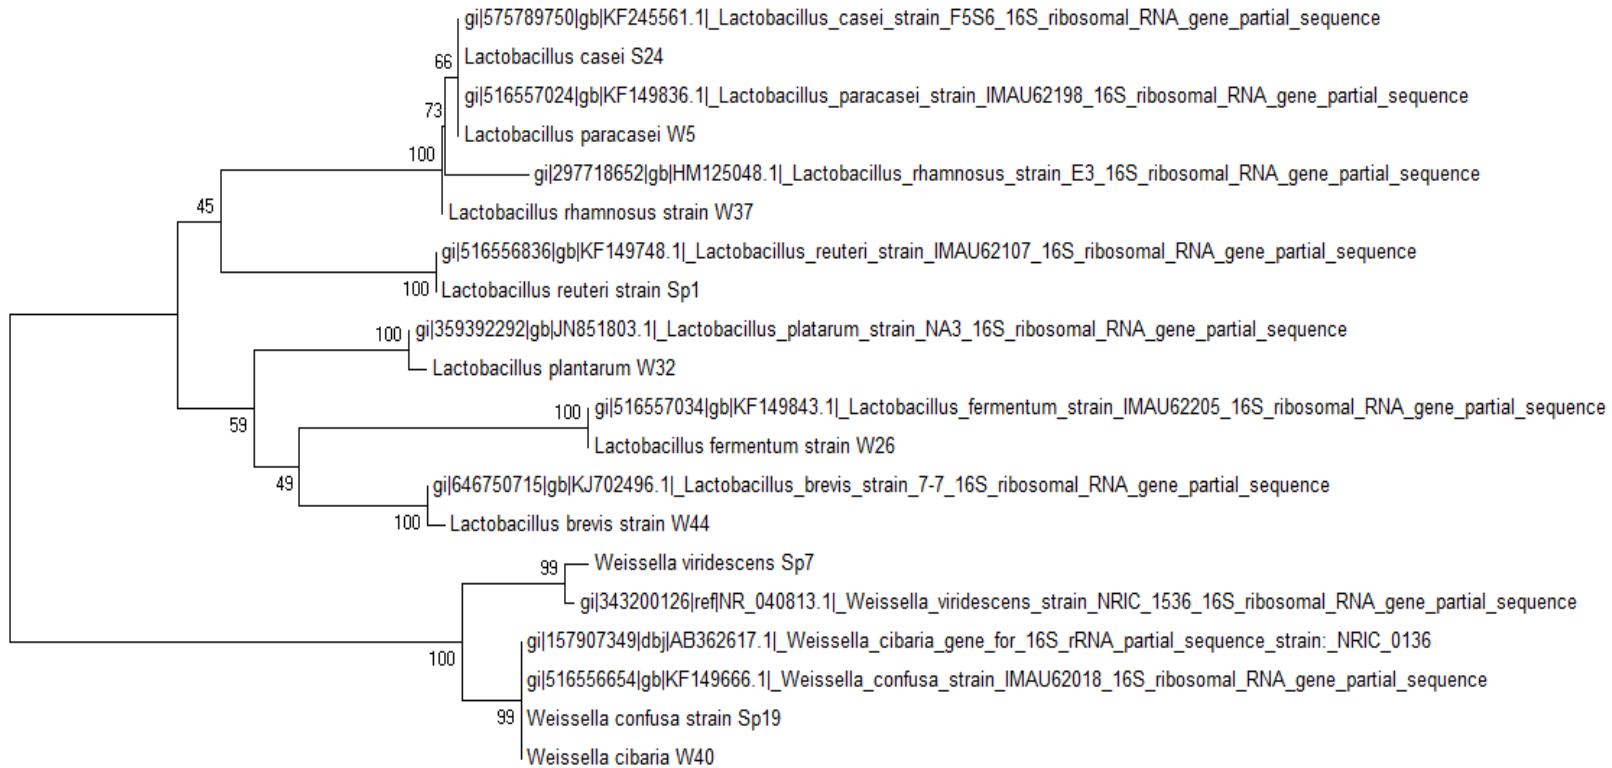 gi|575789750|gb|KF245561.1|_Lactobacillus_casei_strain_F5S6_16S_ribosomal_RNA_gene_partial_sequence
66
Lactobacillus casei S24
gi|516557024|gb|KF149836.1|_Lactobacillus_paracasei_strain_IMAU62198_16S_ribosomal_RNA_gene_partial_sequence
73
Lactobacillus paracasei W5
100
gi|297718652|gb|HM125048.1|_Lactobacillus_rhamnosus_strain_E3_16S_ribosomal_RNA_gene_partial_sequence
45
Lactobacillus rhamnosus strain W37
gi|516556836|gb|KF149748.1|_Lactobacillus_reuteri_strain_IMAU62107_16S_ribosomal_RNA_gene_partial_sequence
100
Lactobacillus reuteri strain Sp1
100
gi|359392292|gb|JN851803.1|_Lactobacillus_platarum_strain_NA3_16S_ribosomal_RNA_gene_partial_sequence
Lactobacillus plantarum W32
100
gi|516557034|gb|KF149843.1|_Lactobacillus_fermentum_strain_IMAU62205_16S_ribosomal_RNA_gene_partial_sequence
59
Lactobacillus fermentum strain W26
49
gi|646750715|gb|KJ702496.1|_Lactobacillus_brevis_strain_7-7_16S_ribosomal_RNA_gene_partial_sequence
100
Lactobacillus brevis strain W44
99
Weissella viridescens Sp7
gi|343200126|ref|NR_040813.1|_Weissella_viridescens_strain_NRIC_1536_16S_ribosomal_RNA_gene_partial_sequence
gi|157907349|dbj|AB362617.1|_Weissella_cibaria_gene_for_16S_rRNA_partial_sequence_strain:_NRIC_0136
100
gi|516556654|gb|KF149666.1|_Weissella_confusa_strain_IMAU62018_16S_ribosomal_RNA_gene_partial_sequence
99
Weissella confusa strain Sp19
Weissella cibaria W40